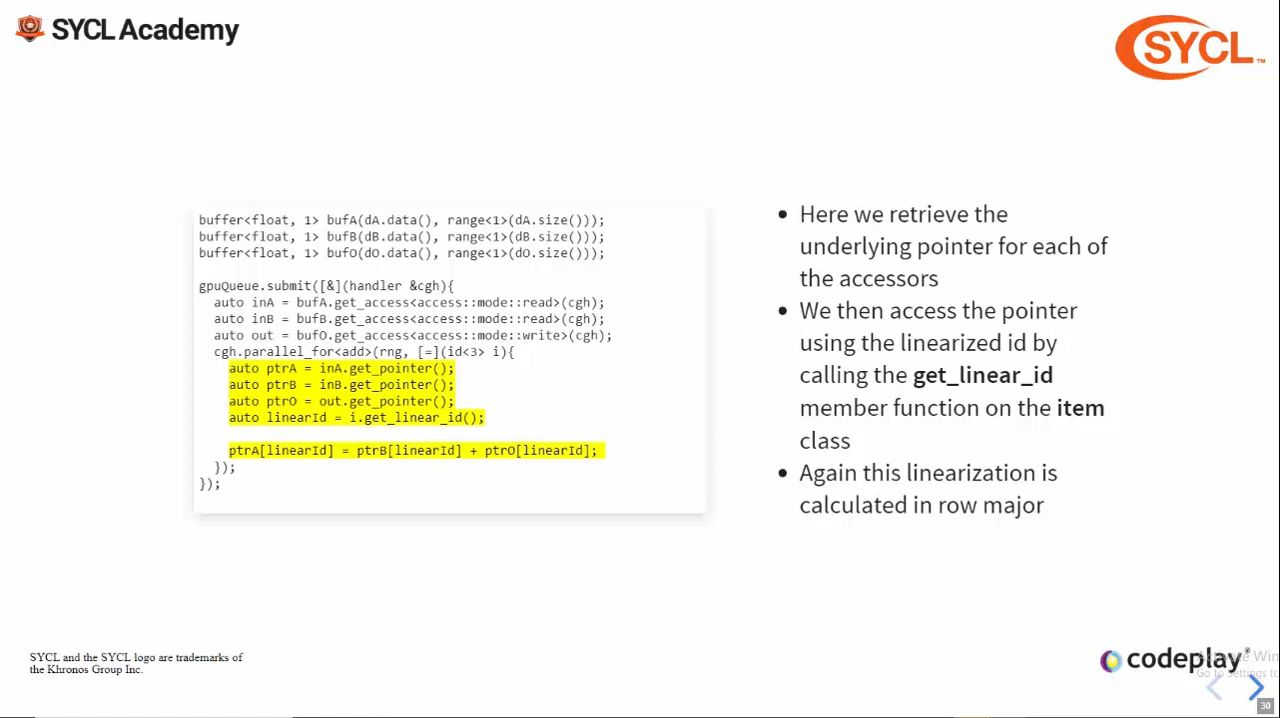 SYCL Academy
SYCL™
buffer<float, 1> bufA(dA.data(), range<1>(dA.size()));
buffer<float, 1> bufB(dB.data(), range<1>(dB.size()));
buffer<float, 1> bufO(dO.data(), range<1>(dO.size()));

gpuQueue.submit([&](handler &cgh){
  auto inA = bufA.get_access<access::mode::read>(cgh);
  auto inB = bufB.get_access<access::mode::read>(cgh);
  auto out = bufO.get_access<access::mode::write>(cgh);
  cgh.parallel_for<add>(rng, [=](id<3> i){
    auto ptrA = inA.get_pointer();
    auto ptrB = inB.get_pointer();
    auto ptrO = out.get_pointer();
    auto linearId = i.get_linear_id();

    ptrA[linearId] = ptrB[linearId] + ptrO[linearId];
  });
});
• Here we retrieve the
underlying pointer for each of
the accessors
• We then access the pointer
using the linearized id by
calling the get_linear_id
member function on the item
class
• Again this linearization is
calculated in row major
SYCL and the SYCL logo are trademarks of
the Khronos Group Inc.
codeplay®
Win
Go to Settings to
30